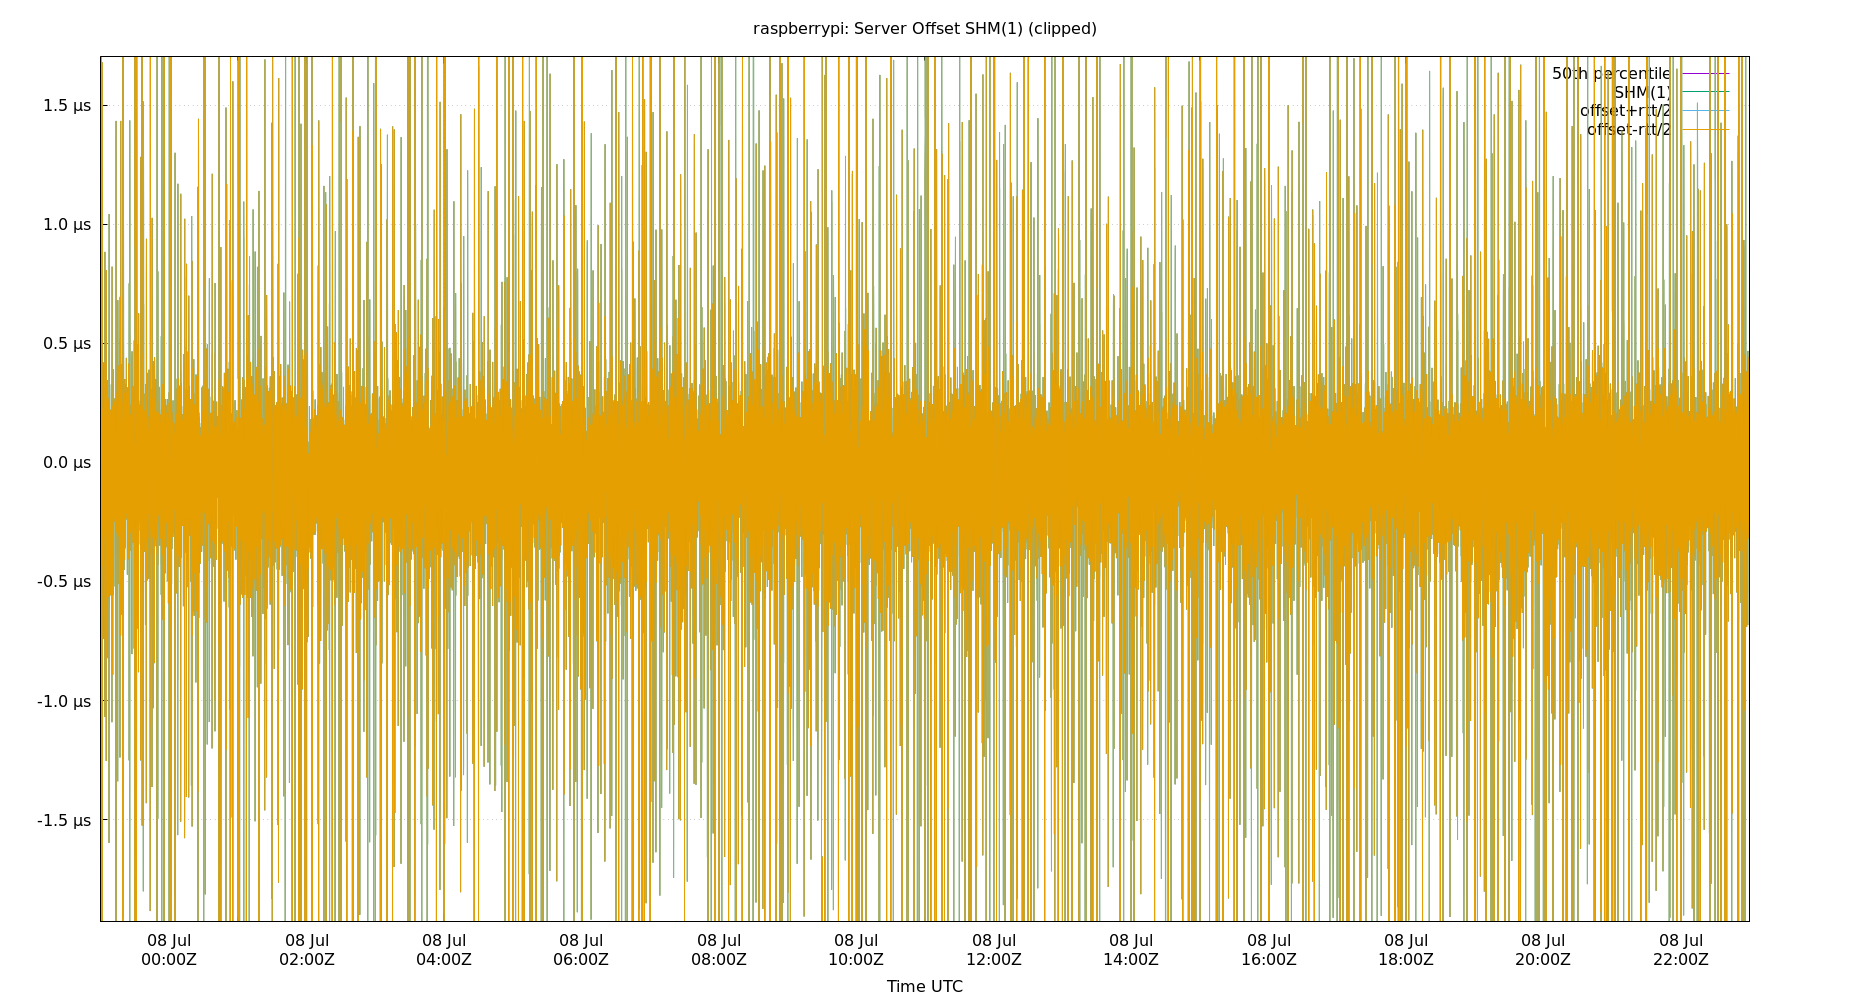 raspberrypi: Server Offset SHM(1) (clipped)
50th percentile
SHM(1)
offset+rtt/2
offset-rtt/2
1.5 µs
1.0 µs
0.5 µs
0.0 µs
-0.5 µs
-1.0 µs
-1.5 µs
08 Jul 08 Jul 08 Jul 08 Jul 08 Jul 08 Jul 08 Jul 08 Jul 08 Jul 08 Jul 08 Jul 08 Jul
00:00Z 02:00Z 04:00Z 06:00Z 08:00Z 10:00Z 12:00Z 14:00Z 16:00Z 18:00Z 20:00Z 22:00Z
Time UTC